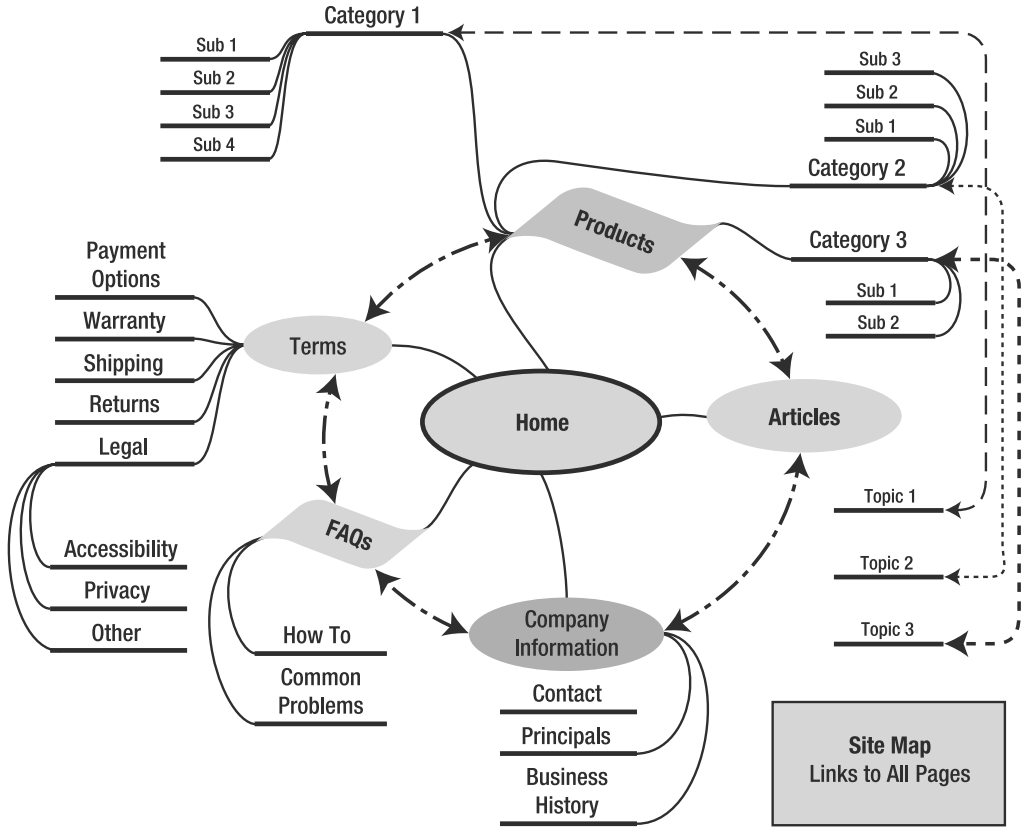 Category 1
Sub 1
Sub 2
Sub 3
Sub 4
Sub 3
Sub 2
Sub 1
Category 2
Products
Category 3
Sub 1
Sub 2
Payment
Options
Warranty
Shipping
Returns
Legal
Terms
Home
Articles
Accessibility
Privacy
Other
FAQs
How To
Common
Problems
Company
Information
Contact
Principals
Business
History
Topic 1
Topic 2
Topic 3
Site Map
Links to All Pages